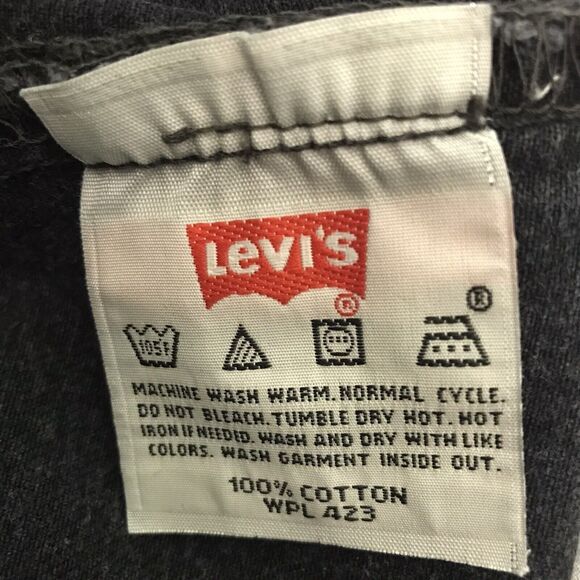 Levi's
®
®
105F
MACHINE WASH WARM. NORMAL CYCLE.
DO NOT BLEACH. TUMBLE DRY HOT. HOT
IRON IF NEEDED. WASH AND DRY WITH LIKE
COLORS. WASH GARMENT INSIDE OUT.
100% COTTON
WPL 423